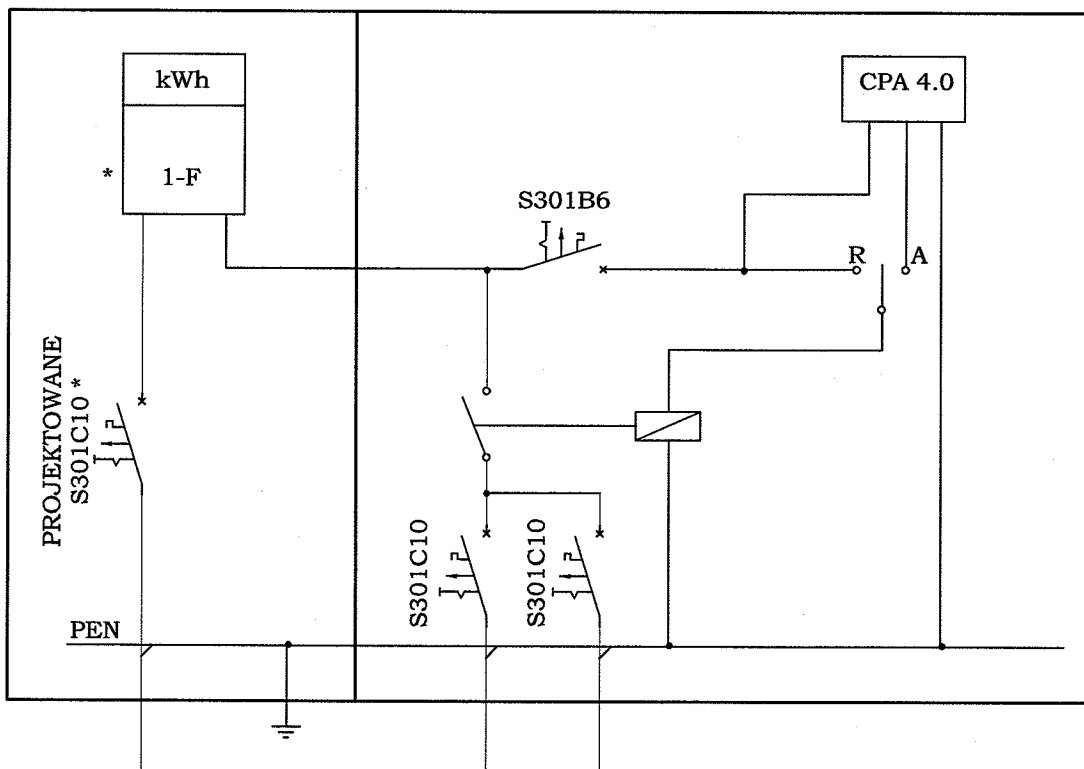 kWh
1-F
*
CPA 4.0
S301B6
R
A
PROJEKTOWANE
S301C10 *
S301C10
S301C10
PEN